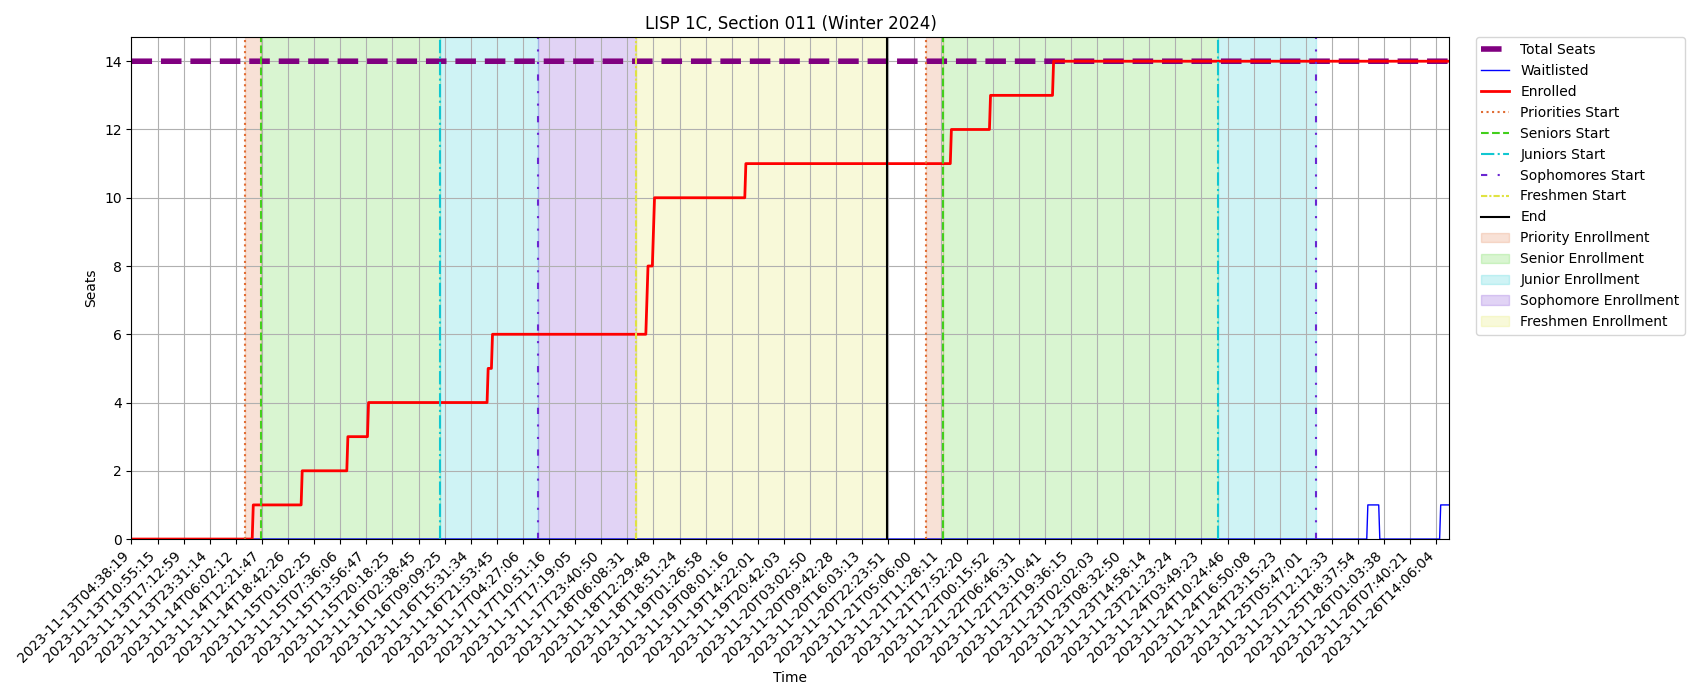 LISP 1C, Section 011 (Winter 2024)
Seats
14
12
10
8
6
4
2
0
2023-11-13T04:38:19
2023-11-13T10:55:15
2023-11-13T17:12:59
2023-11-13T23:31:14
2023-11-14T06:02:12
2023-11-14T12:21:47
2023-11-14T18:42:26
2023-11-15T01:02:25
2023-11-15T07:36:06
2023-11-15T13:56:47
2023-11-15T20:18:25
2023-11-16T02:38:45
2023-11-16T09:09:25
2023-11-16T15:31:34
2023-11-16T21:53:45
2023-11-17T04:27:06
2023-11-17T10:51:16
2023-11-17T17:19:05
2023-11-17T23:40:50
2023-11-18T06:08:31
2023-11-18T12:29:48
2023-11-18T18:51:24
2023-11-19T01:26:58
2023-11-19T08:01:16
2023-11-19T14:22:01
2023-11-19T20:42:03
2023-11-20T03:02:50
2023-11-20T09:42:28
2023-11-20T16:03:13
2023-11-20T22:23:51
2023-11-21T05:06:00
2023-11-21T11:28:11
2023-11-21T17:52:20
2023-11-22T00:15:52
2023-11-22T06:46:31
2023-11-22T13:10:41
2023-11-22T19:36:15
2023-11-23T02:02:03
2023-11-23T08:32:50
2023-11-23T14:58:14
2023-11-23T21:23:24
2023-11-24T03:49:23
2023-11-24T10:24:46
2023-11-24T16:50:08
2023-11-24T23:15:23
2023-11-25T05:47:01
2023-11-25T12:12:33
2023-11-25T18:37:54
2023-11-26T01:03:38
2023-11-26T07:40:21
2023-11-26T14:06:04
Time
Total Seats
Waitlisted
Enrolled
Priorities Start
Seniors Start
Juniors Start
Sophomores Start
Freshmen Start
End
Priority Enrollment
Senior Enrollment
Junior Enrollment
Sophomore Enrollment
Freshmen Enrollment